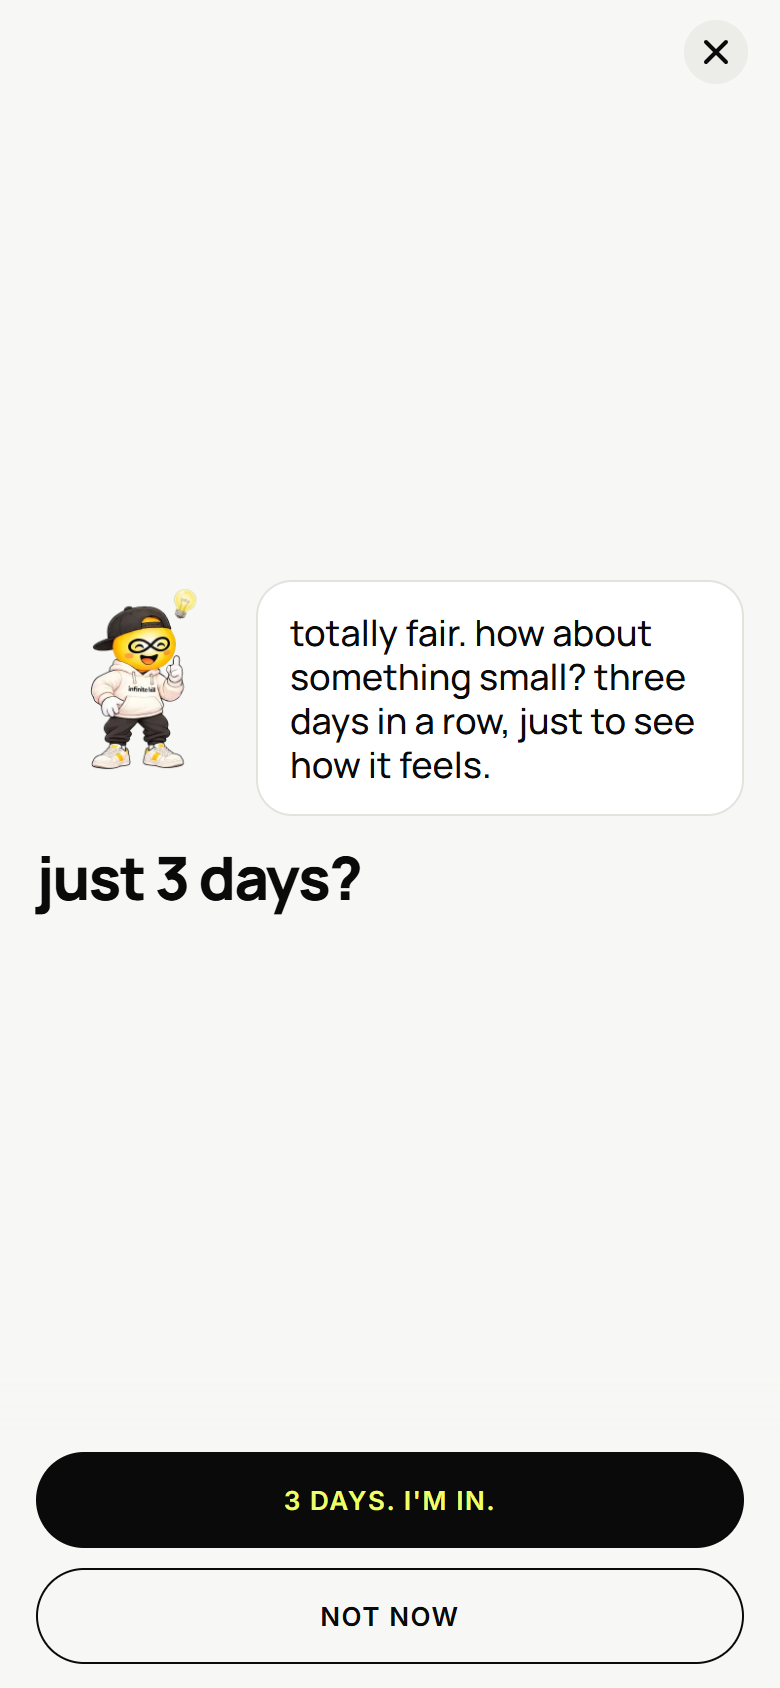 totally fair. how about
something small? three
days in a row, just to see
how it feels.
just 3 days?
3 DAYS. I'M IN.
NOT NOW